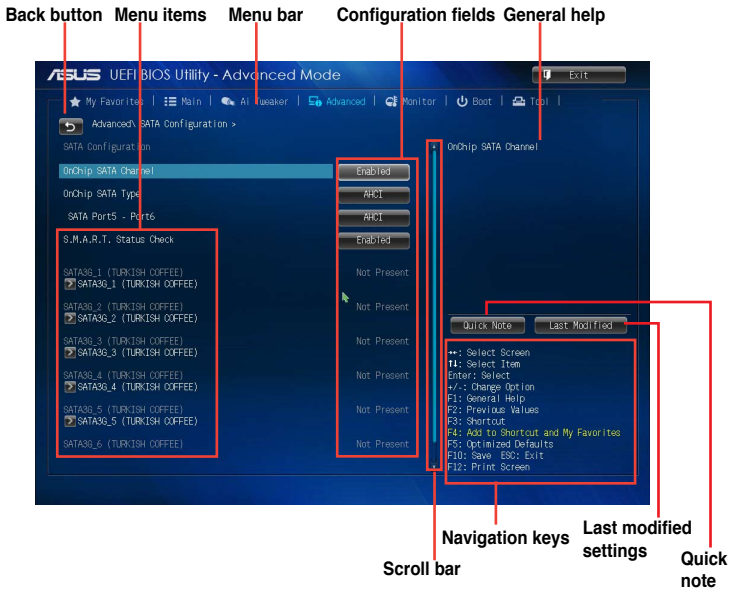 Back button Menu items Menu bar Configuration fields General help
ASUS UEFI BIOS Utility - Advanced Mode Exit
My Favorites | Main | Ai Tweaker | Advanced | Monitor | Boot | Tool |
Advanced\ SATA Configuration >
SATA Configuration
OnChip SATA Channel
OnChip SATA Channel Enabled
OnChip SATA Type AHCI
SATA Port5 - Port6 AHCI
S.M.A.R.T. Status Check Enabled
SATA3G_1 (TURKISH COFFEE) Not Present
SATA3G_1 (TURKISH COFFEE)
SATA3G_2 (TURKISH COFFEE) Not Present
SATA3G_2 (TURKISH COFFEE)
SATA3G_3 (TURKISH COFFEE) Not Present
SATA3G_3 (TURKISH COFFEE)
SATA3G_4 (TURKISH COFFEE) Not Present
SATA3G_4 (TURKISH COFFEE)
SATA3G_5 (TURKISH COFFEE) Not Present
SATA3G_5 (TURKISH COFFEE)
SATA3G_6 (TURKISH COFFEE) Not Present
Quick Note Last Modified
→←: Select Screen
↑↓: Select Item
Enter: Select
+/-: Change Option
F1: General Help
F2: Previous Values
F3: Shortcut
F4: Add to Shortcut and My Favorites
F5: Optimized Defaults
F10: Save ESC: Exit
F12: Print Screen
Scroll bar
Navigation keys
Last modified
settings
Quick
note